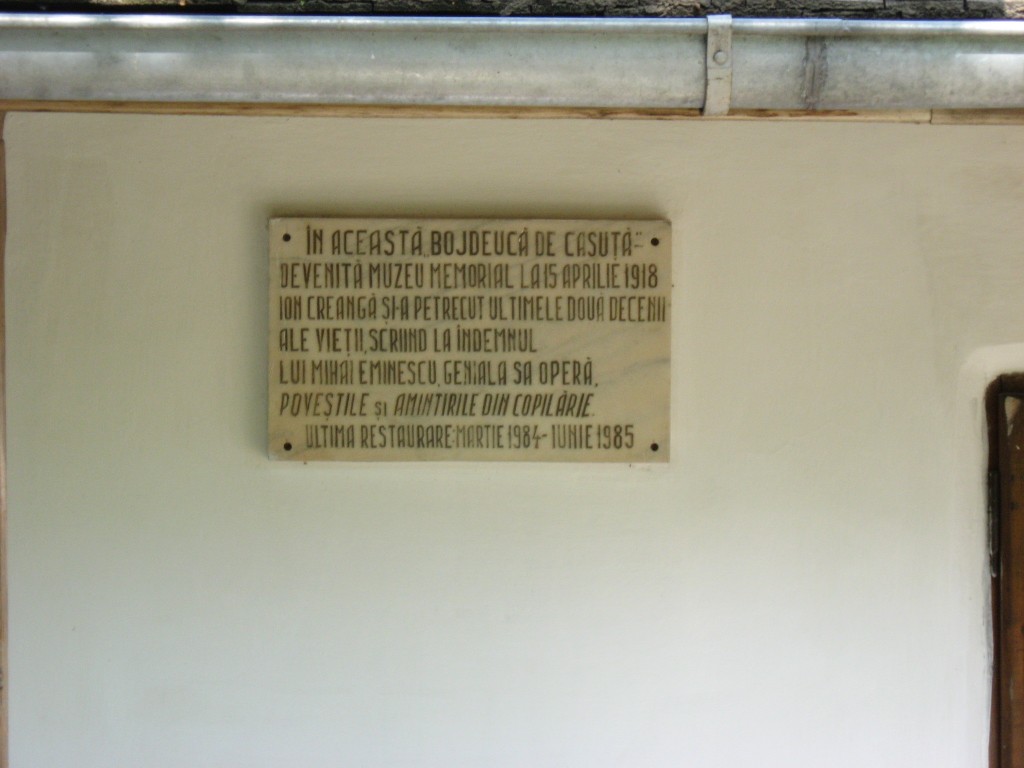 ÎN ACEASTĂ „BOJDEUCĂ DE CASUȚĂ"
DEVENITĂ MUZEU MEMORIAL LA 15 APRILIE 1918
ION CREANGĂ ȘI-A PETRECUT ULTIMELE DOUĂ DECENII
ALE VIEȚII, SCRIIND LA ÎNDEMNUL
LUI MIHAI EMINESCU, GENIALA SA OPERĂ,
POVEȘTILE ȘI AMINTIRILE DIN COPILĂRIE.
ULTIMA RESTAURARE: MARTIE 1984 - IUNIE 1985